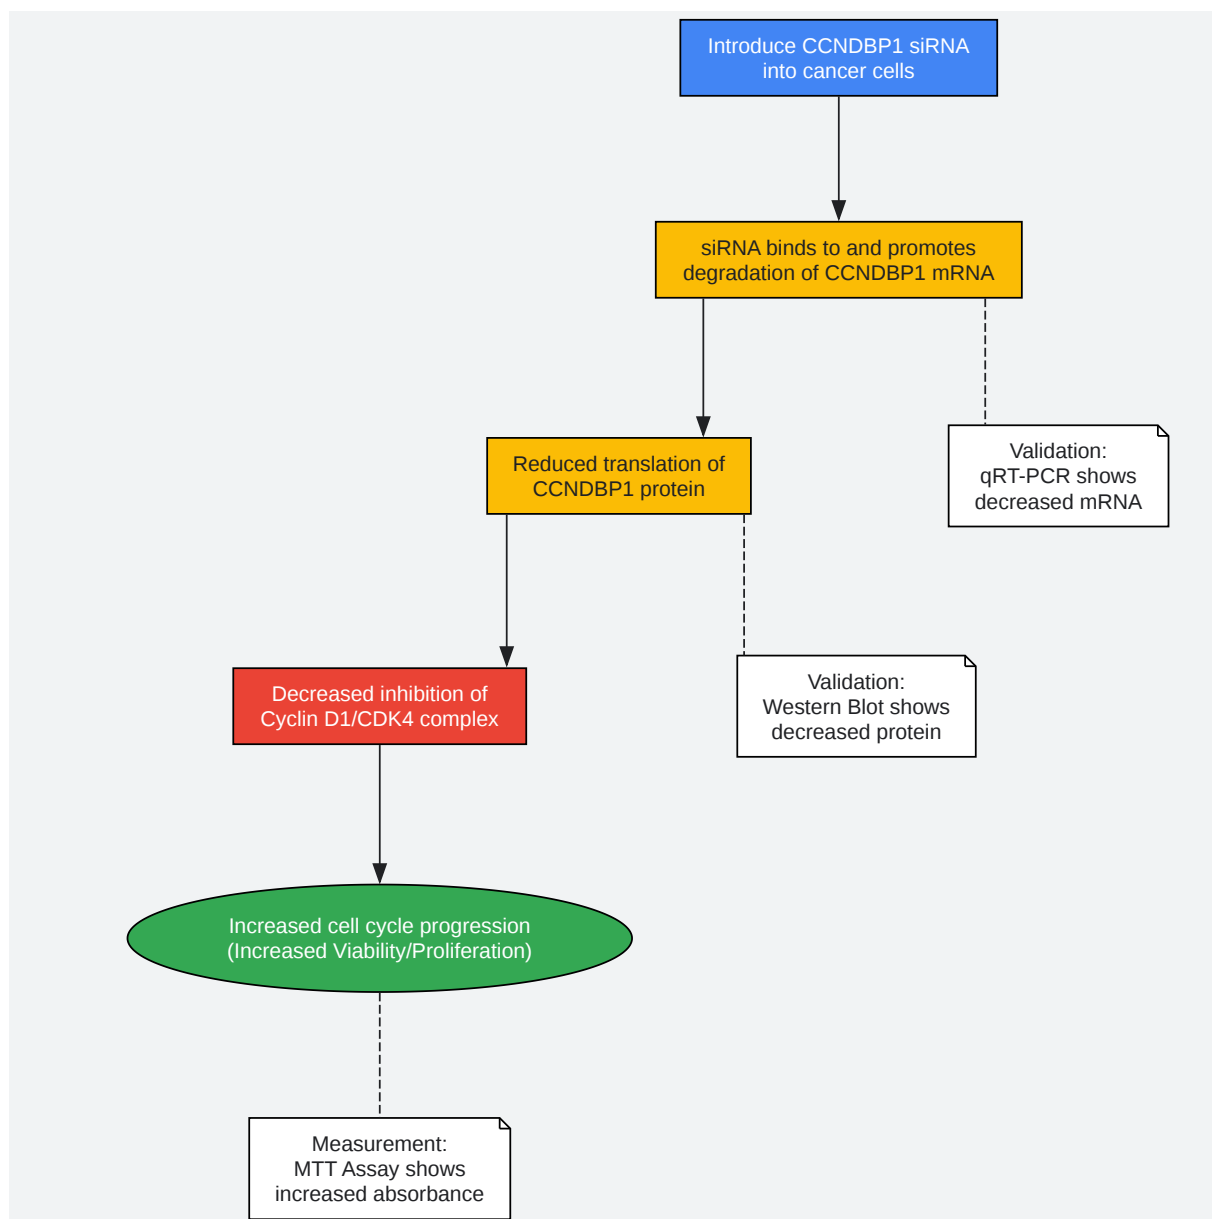 Introduce CCNDBP1 siRNA
into cancer cells
siRNA binds to and promotes
degradation of CCNDBP1 mRNA
Validation:
qRT-PCR shows
decreased mRNA
Reduced translation of
CCNDBP1 protein
Validation:
Western Blot shows
decreased protein
Decreased inhibition of
Cyclin D1/CDK4 complex
Increased cell cycle progression
(Increased Viability/Proliferation)
Measurement:
MTT Assay shows
increased absorbance